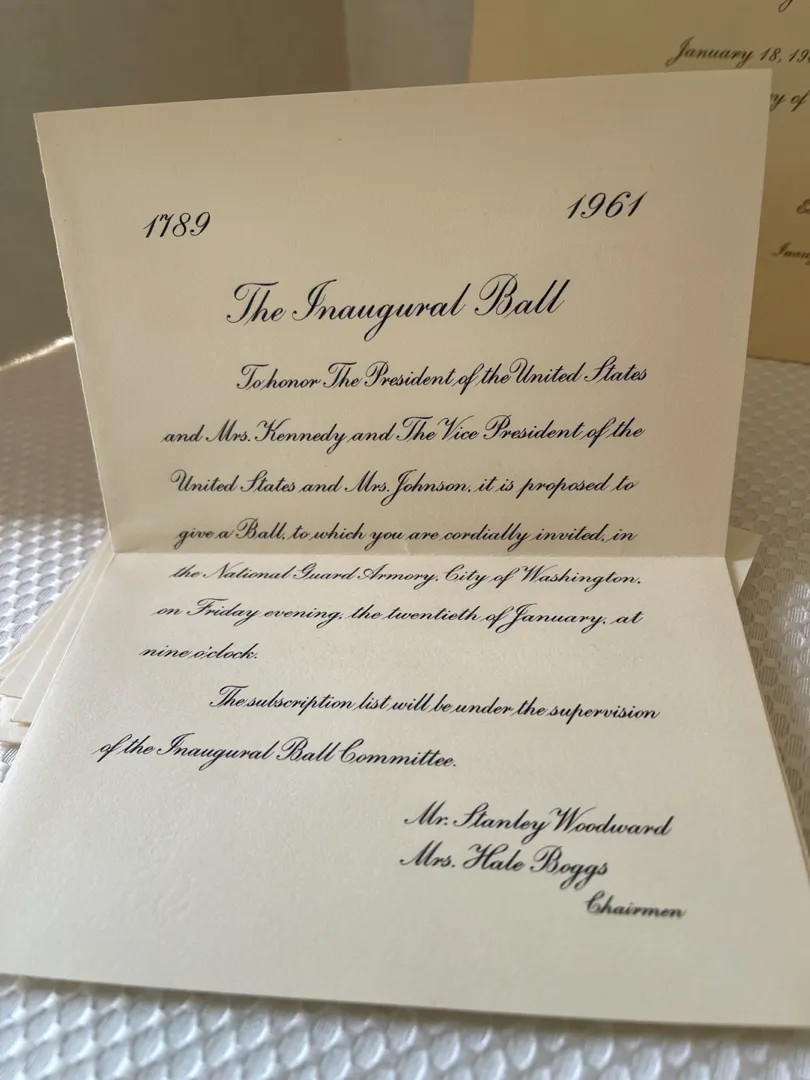 January 18, 19
y of
1789 1961
The Inaugural Ball
To honor The President of the United States
and Mrs. Kennedy and The Vice President of the
United States and Mrs. Johnson, it is proposed to
give a Ball, to which you are cordially invited, in
the National Guard Armory, City of Washington,
on Friday evening, the twentieth of January, at
nine o'clock.
The subscription list will be under the supervision
of the Inaugural Ball Committee.
Mr. Stanley Woodward
Mrs. Hale Boggs
Chairmen